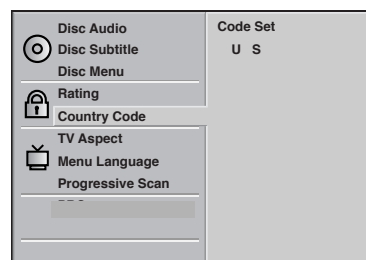 Disc Audio
Disc Subtitle
Disc Menu
Rating
Country Code
TV Aspect
Menu Language
Progressive Scan
Code Set
U S